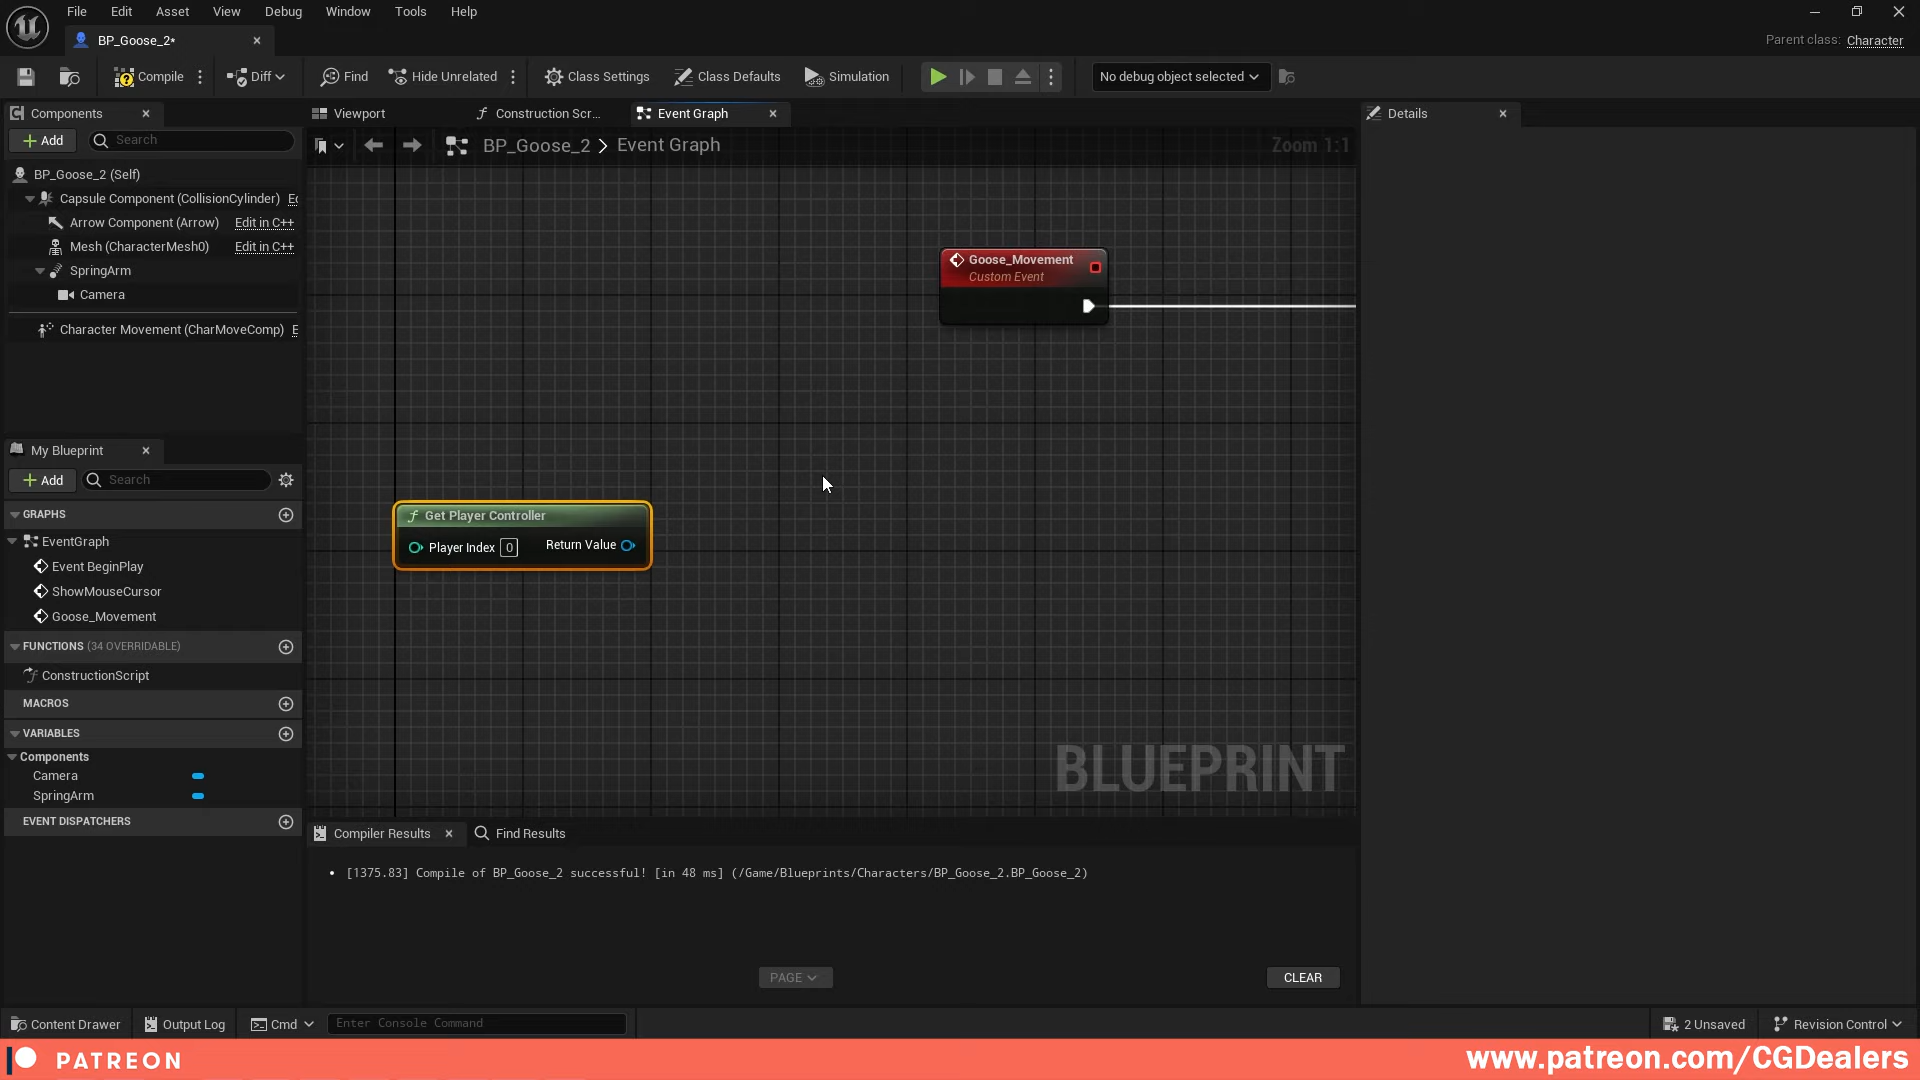 File Edit Asset View Debug Window Tools Help
BP_Goose_2*
Parent class: Character
Compile Diff Find Hide Unrelated Class Settings Class Defaults Simulation No debug object selected
Components Viewport Construction Scr... Event Graph Details
Add Search
BP_Goose_2 > Event Graph Zoom 1:1
BP_Goose_2 (Self)
Capsule Component (CollisionCylinder)
Arrow Component (Arrow) Edit in C++
Mesh (CharacterMesh0) Edit in C++
SpringArm
Camera
Character Movement (CharMoveComp) E
Goose_Movement
Custom Event
My Blueprint
Add Search
GRAPHS
EventGraph
Event BeginPlay
ShowMouseCursor
Goose_Movement
FUNCTIONS (34 OVERRIDABLE)
ConstructionScript
MACROS
VARIABLES
Components
Camera
SpringArm
EVENT DISPATCHERS
Get Player Controller
Player Index 0 Return Value
BLUEPRINT
Compiler Results Find Results
• [1375.83] Compile of BP_Goose_2 successful! [in 48 ms] (/Game/Blueprints/Characters/BP_Goose_2.BP_Goose_2)
PAGE CLEAR
Content Drawer Output Log Cmd Enter Console Command 2 Unsaved Revision Control
PATREON www.patreon.com/CGDealers